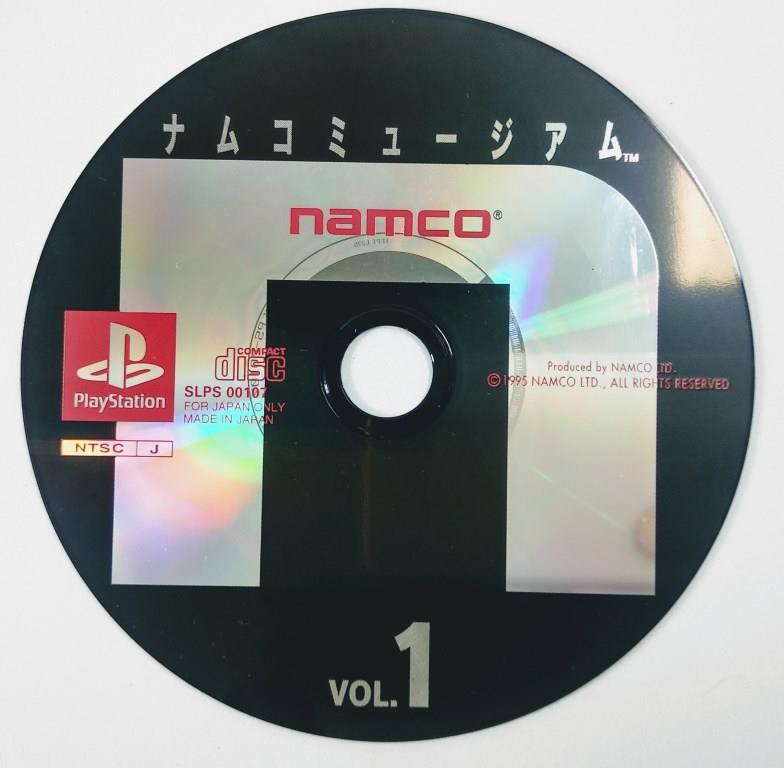 ナムコミュージアム™
namco®
PlayStation
COMPACT
disc
SLPS 00107
FOR JAPAN ONLY
MADE IN JAPAN
NTSC J
Produced by NAMCO LTD.
©1995 NAMCO LTD., ALL RIGHTS RESERVED
VOL.1